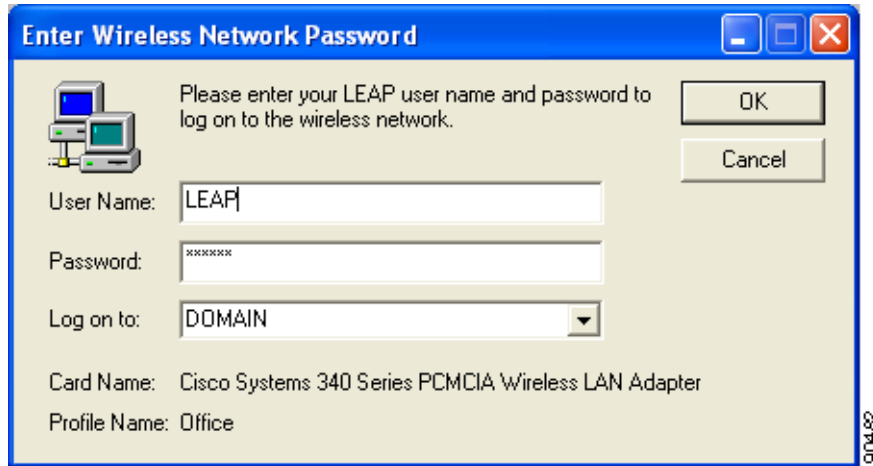 Enter Wireless Network Password
Please enter your LEAP user name and password to
log on to the wireless network.
OK
Cancel
User Name: LEAP
Password: ******
Log on to: DOMAIN
Card Name: Cisco Systems 340 Series PCMCIA Wireless LAN Adapter
Profile Name: Office
90482